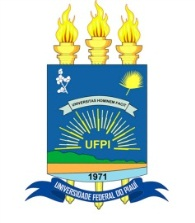 UNIVERSITAS HOMINEM FACIT
UFPI
1971
UNIVERSIDADE FEDERAL DO PIAUÍ